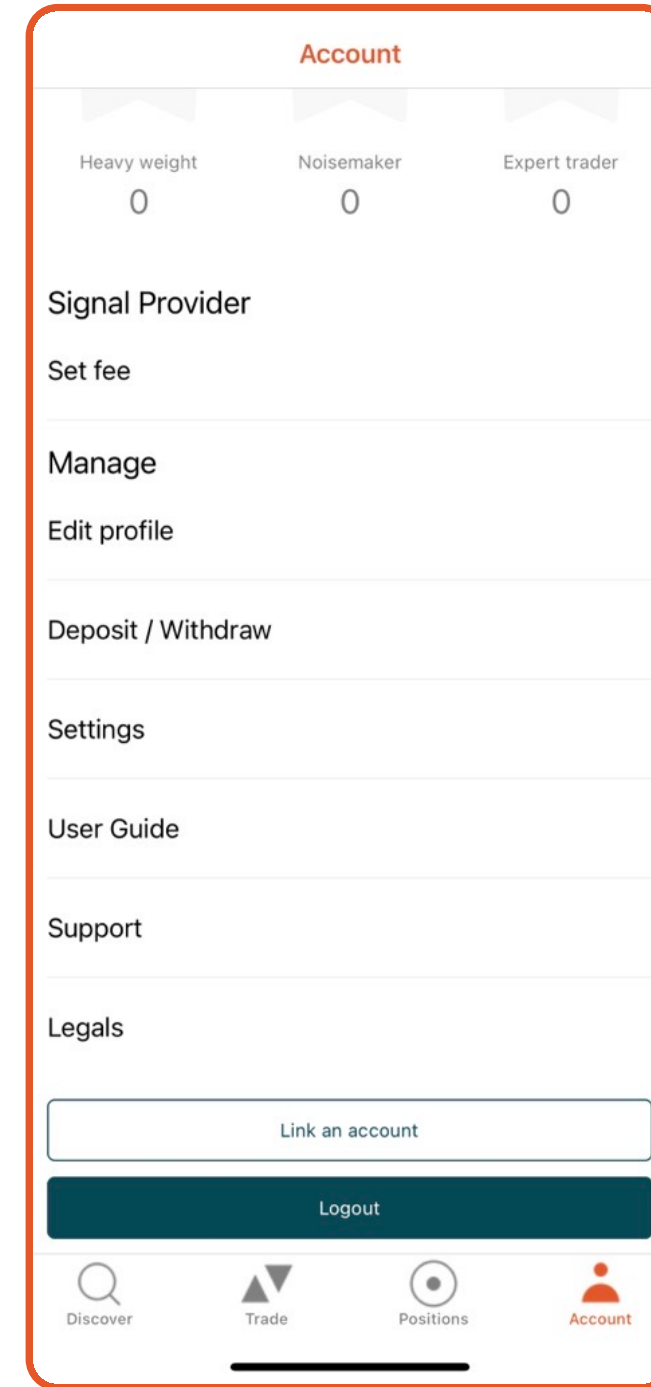 Account
Heavy weight Noisemaker Expert trader
0 0 0
Signal Provider
Set fee
Manage
Edit profile
Deposit / Withdraw
Settings
User Guide
Support
Legals
Link an account
Logout
Discover Trade Positions Account